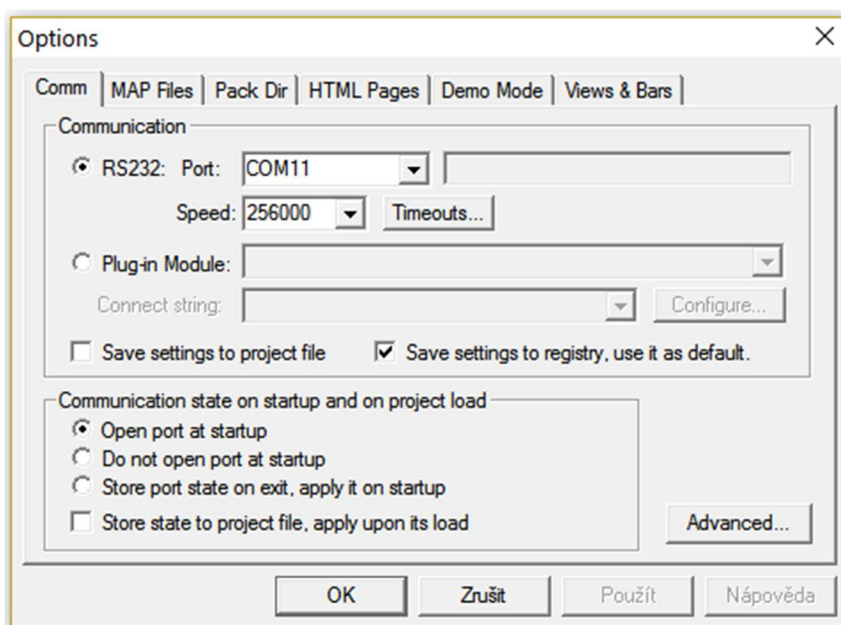 Options
Comm MAP Files Pack Dir HTML Pages Demo Mode Views & Bars
Communication
RS232: Port: COM11
Speed: 256000 Timeouts...
Plug-in Module:
Connect string: Configure...
Save settings to project file Save settings to registry, use it as default.
Communication state on startup and on project load
Open port at startup
Do not open port at startup
Store port state on exit, apply it on startup
Store state to project file, apply upon its load Advanced...
OK Zrušit Použít Nápověda